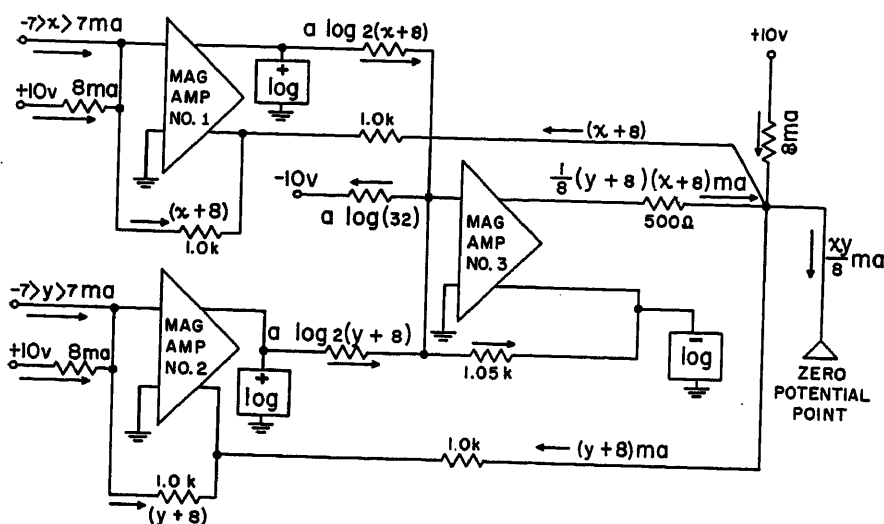 -7>x>7ma
a log 2(x+8)
+10v
+10v
8ma
MAG
AMP
NO. 1
+
log
1.0k
(x+8)
8ma
-10v
a log(32)
1/8 (y+8)(x+8)ma
500Ω
(x+8)
1.0k
MAG
AMP
NO. 3
xy/8 ma
-7>y>7ma
+10v
8ma
MAG
AMP
NO. 2
a log 2(y+8)
+
log
1.05k
-
log
ZERO
POTENTIAL
POINT
1.0k
(y+8)ma
1.0k
(y+8)